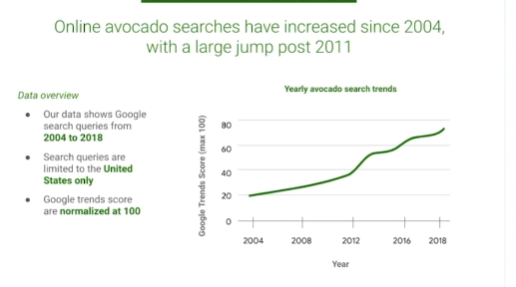 Online avocado searches have increased since 2004,
with a large jump post 2011
Data overview
● Our data shows Google
search queries from
2004 to 2018
● Search queries are
limited to the United
States only
● Google trends score
are normalized at 100
Yearly avocado search trends
Google Trends Score (max 100)
80
60
40
20
0
2004 2008 2012 2016 2018
Year